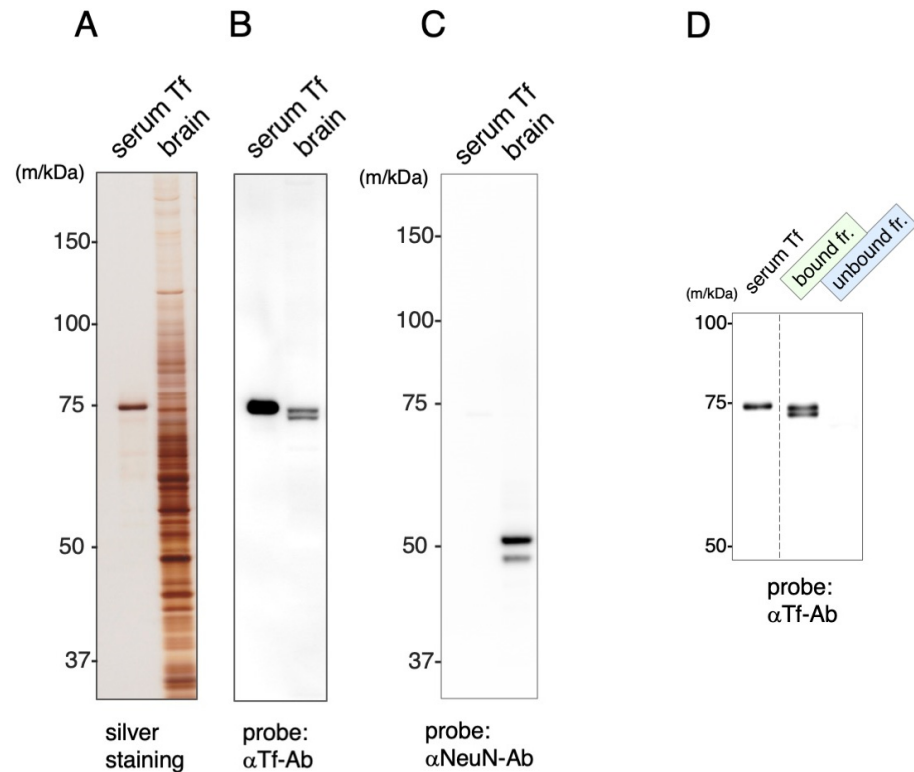 A
B
C
D
serum Tf
brain
serum Tf
brain
serum Tf
brain
(m/kDa)
150-
100-
75-
50-
37-
(m/kDa)
150-
100-
75-
50-
37-
serum Tf
bound fr.
unbound fr.
(m/kDa)
100-
75-
50-
silver
staining
probe:
αTf-Ab
probe:
αNeuN-Ab
probe:
αTf-Ab